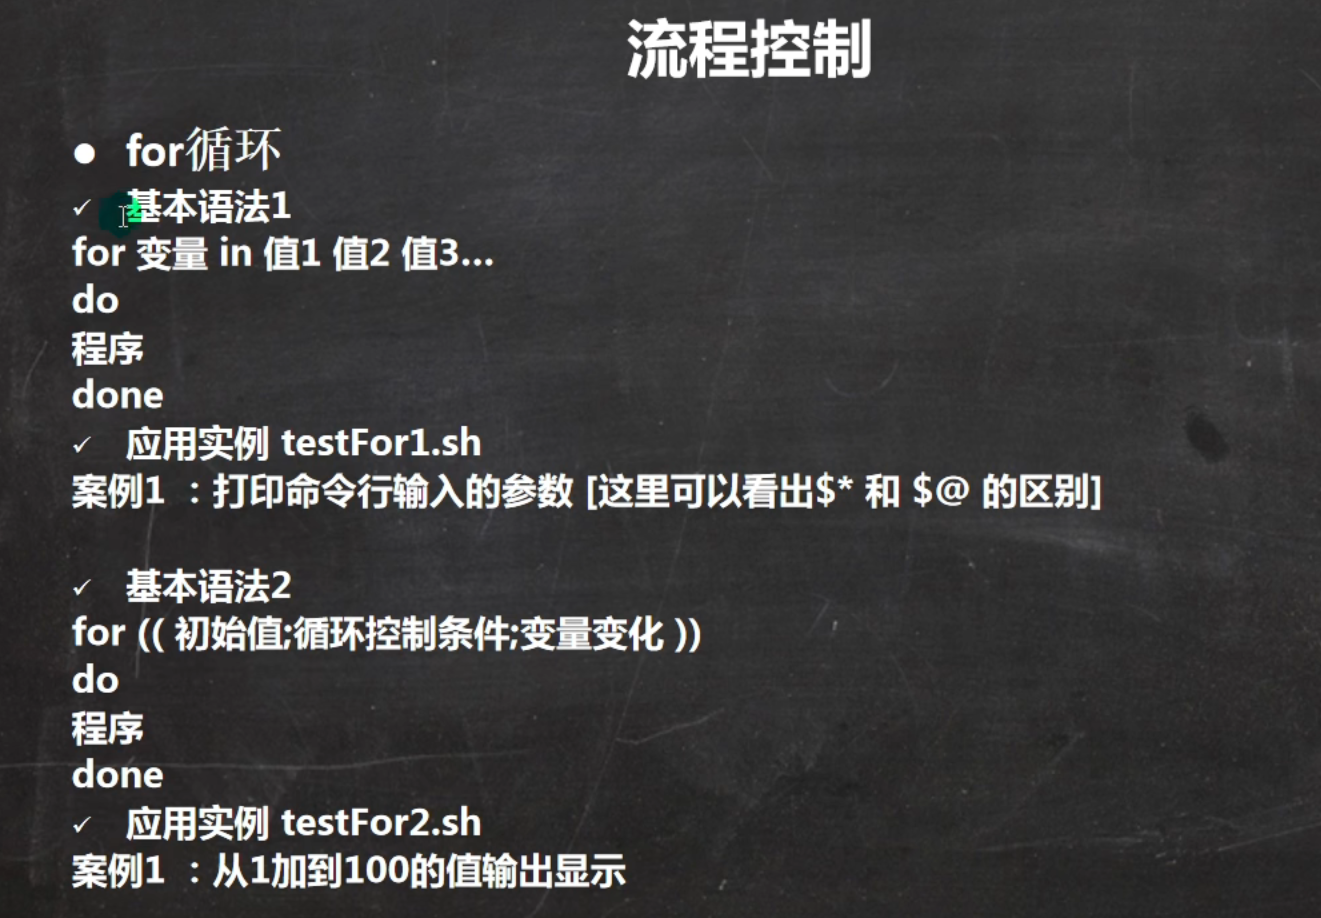 流程控制
● for循环
✓ 基本语法1
for 变量 in 值1 值2 值3...
do
程序
done
✓ 应用实例 testFor1.sh
案例1 ：打印命令行输入的参数 [这里可以看出$* 和 $@ 的区别]
✓ 基本语法2
for (( 初始值;循环控制条件;变量变化 ))
do
程序
done
✓ 应用实例 testFor2.sh
案例1 ：从1加到100的值输出显示